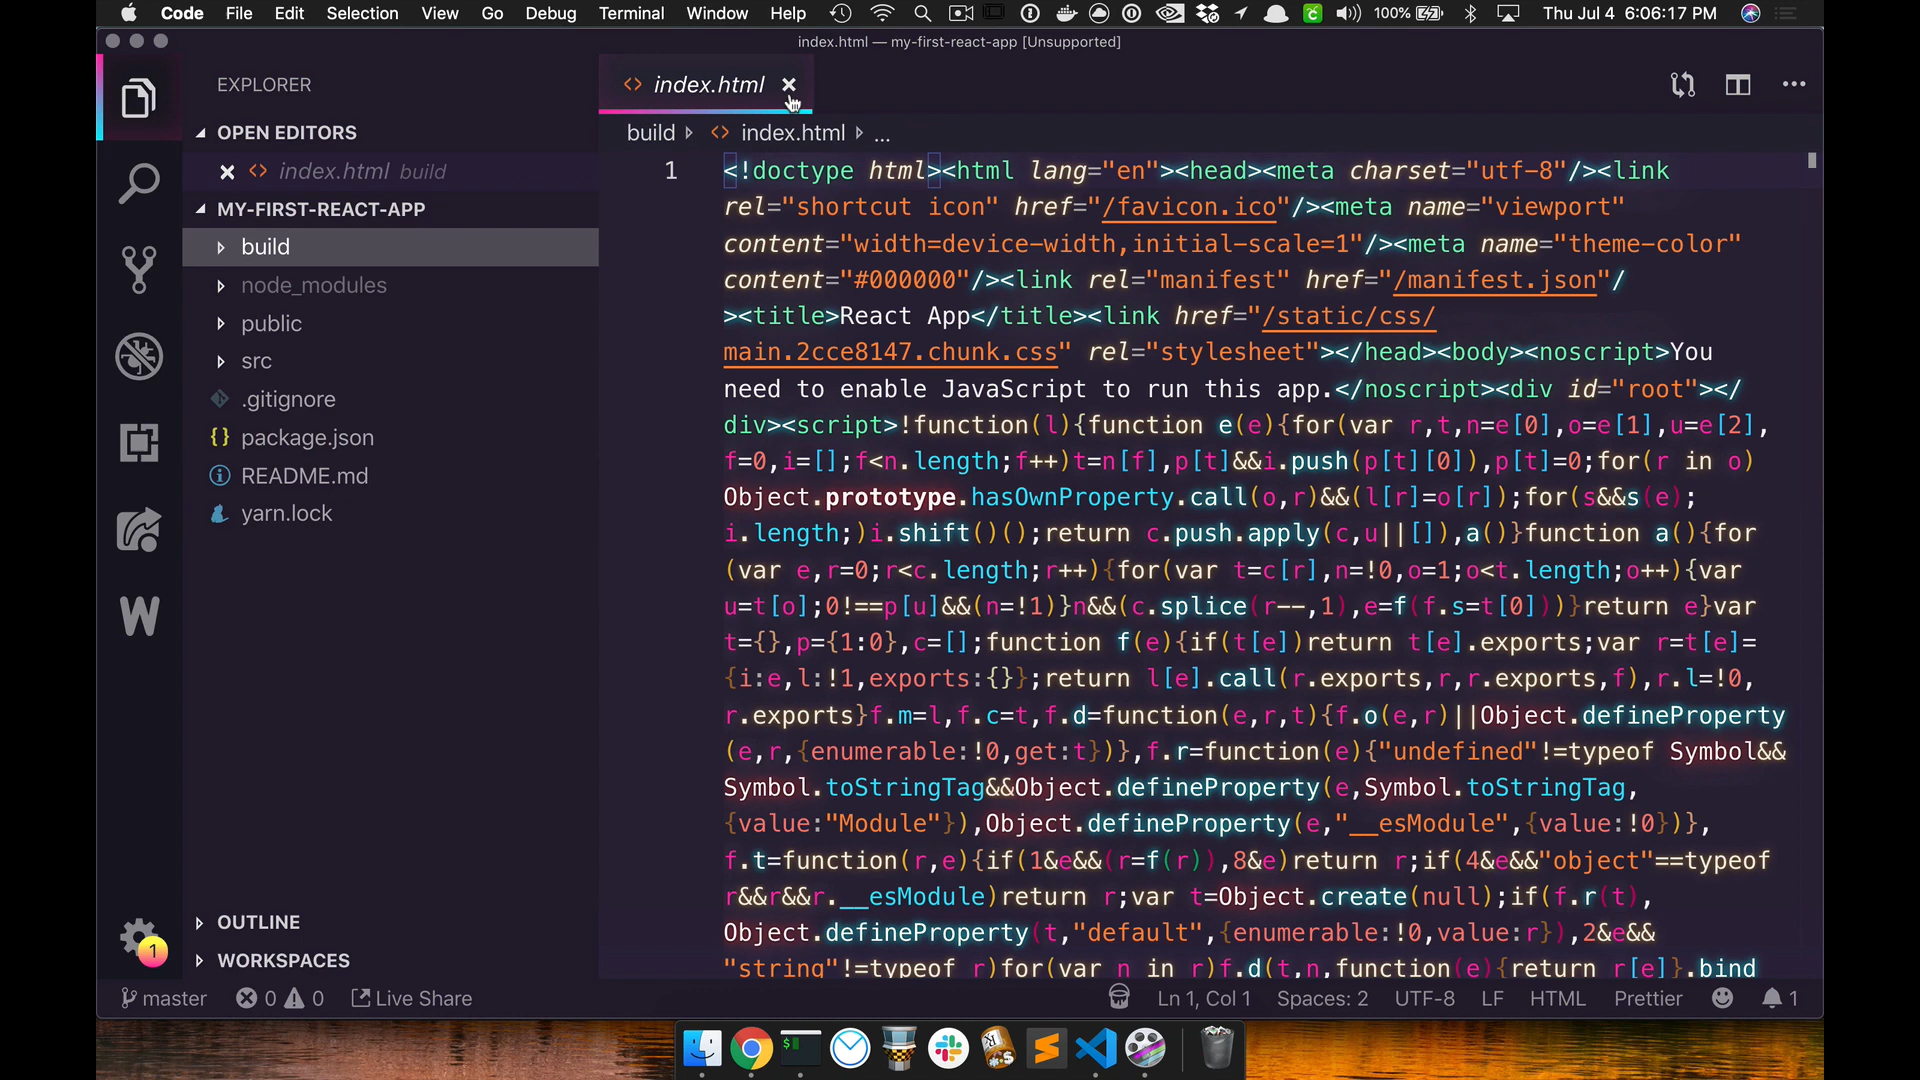 Code File Edit Selection View Go Debug Terminal Window Help 100% Thu Jul 4 6:06:17 PM
index.html — my-first-react-app [Unsupported]
EXPLORER
OPEN EDITORS
index.html build
MY-FIRST-REACT-APP
build
node_modules
public
src
.gitignore
package.json
README.md
yarn.lock
OUTLINE
WORKSPACES
1
index.html
build index.html ...
1
<!doctype html><html lang="en"><head><meta charset="utf-8"/><link
rel="shortcut icon" href="/favicon.ico"/><meta name="viewport"
content="width=device-width,initial-scale=1"/><meta name="theme-color"
content="#000000"/><link rel="manifest" href="/manifest.json"/
><title>React App</title><link href="/static/css/
main.2cce8147.chunk.css" rel="stylesheet"></head><body><noscript>You
need to enable JavaScript to run this app.</noscript><div id="root"></
div><script>!function(l){function e(e){for(var r,t,n=e[0],o=e[1],u=e[2],
f=0,i=[];f<n.length;f++)t=n[f],p[t]&&i.push(p[t][0]),p[t]=0;for(r in o)
Object.prototype.hasOwnProperty.call(o,r)&&(l[r]=o[r]);for(s&&s(e);
i.length;)i.shift()();return c.push.apply(c,u||[]),a()}function a(){for
(var e,r=0;r<c.length;r++){for(var t=c[r],n=!0,o=1;o<t.length;o++){var
u=t[o];0!==p[u]&&(n=!1)}n&&(c.splice(r--,1),e=f(f.s=t[0]))}return e}var
t={},p={1:0},c=[];function f(e){if(t[e])return t[e].exports;var r=t[e]=
{i:e,l:!1,exports:{}};return l[e].call(r.exports,r,r.exports,f),r.l=!0,
r.exports}f.m=l,f.c=t,f.d=function(e,r,t){f.o(e,r)||Object.defineProperty
(e,r,{enumerable:!0,get:t})},f.r=function(e){"undefined"!=typeof Symbol&&
Symbol.toStringTag&&Object.defineProperty(e,Symbol.toStringTag,
{value:"Module"}),Object.defineProperty(e,"__esModule",{value:!0})},
f.t=function(r,e){if(1&e&&(r=f(r)),8&e)return r;if(4&e&&"object"==typeof
r&&r&&r.__esModule)return r;var t=Object.create(null);if(f.r(t),
Object.defineProperty(t,"default",{enumerable:!0,value:r}),2&e&&
"string"!=typeof r)for(var n in r)f.d(t,n,function(e){return r[e]}.bind
master 0 0 Live Share Ln 1, Col 1 Spaces: 2 UTF-8 LF HTML Prettier 1